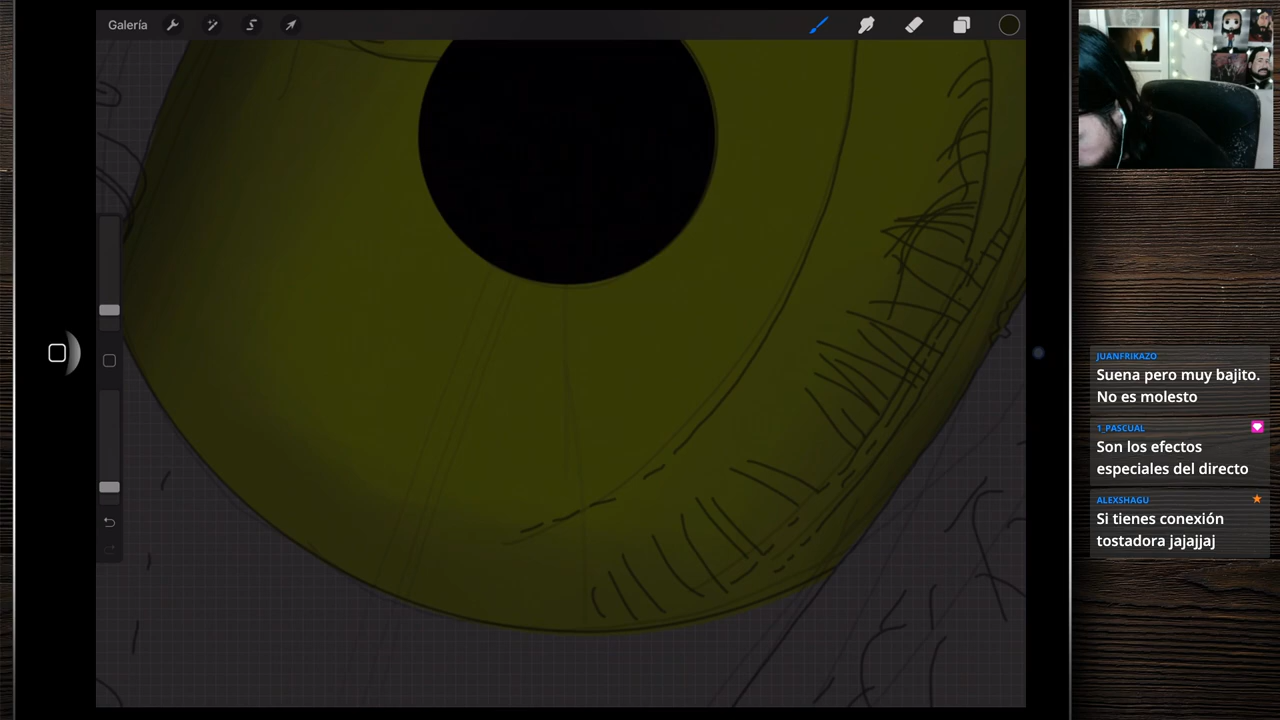 Galería
JUANFRIKAZO
Suena pero muy bajito.
No es molesto
1_PASCUAL
Son los efectos
especiales del directo
ALEXSHAGU
Si tienes conexión
tostadora jajajjaj